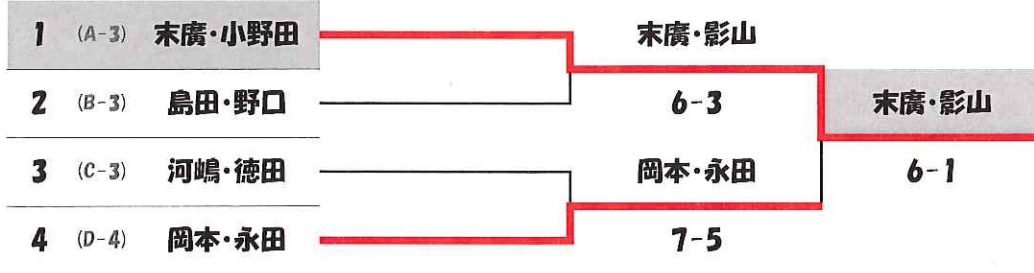 1 (A-3) 末廣・小野田
2 (B-3) 島田・野口
3 (C-3) 河嶋・徳田
4 (D-4) 岡本・永田
末廣・影山
6-3
岡本・永田
7-5
末廣・影山
6-1